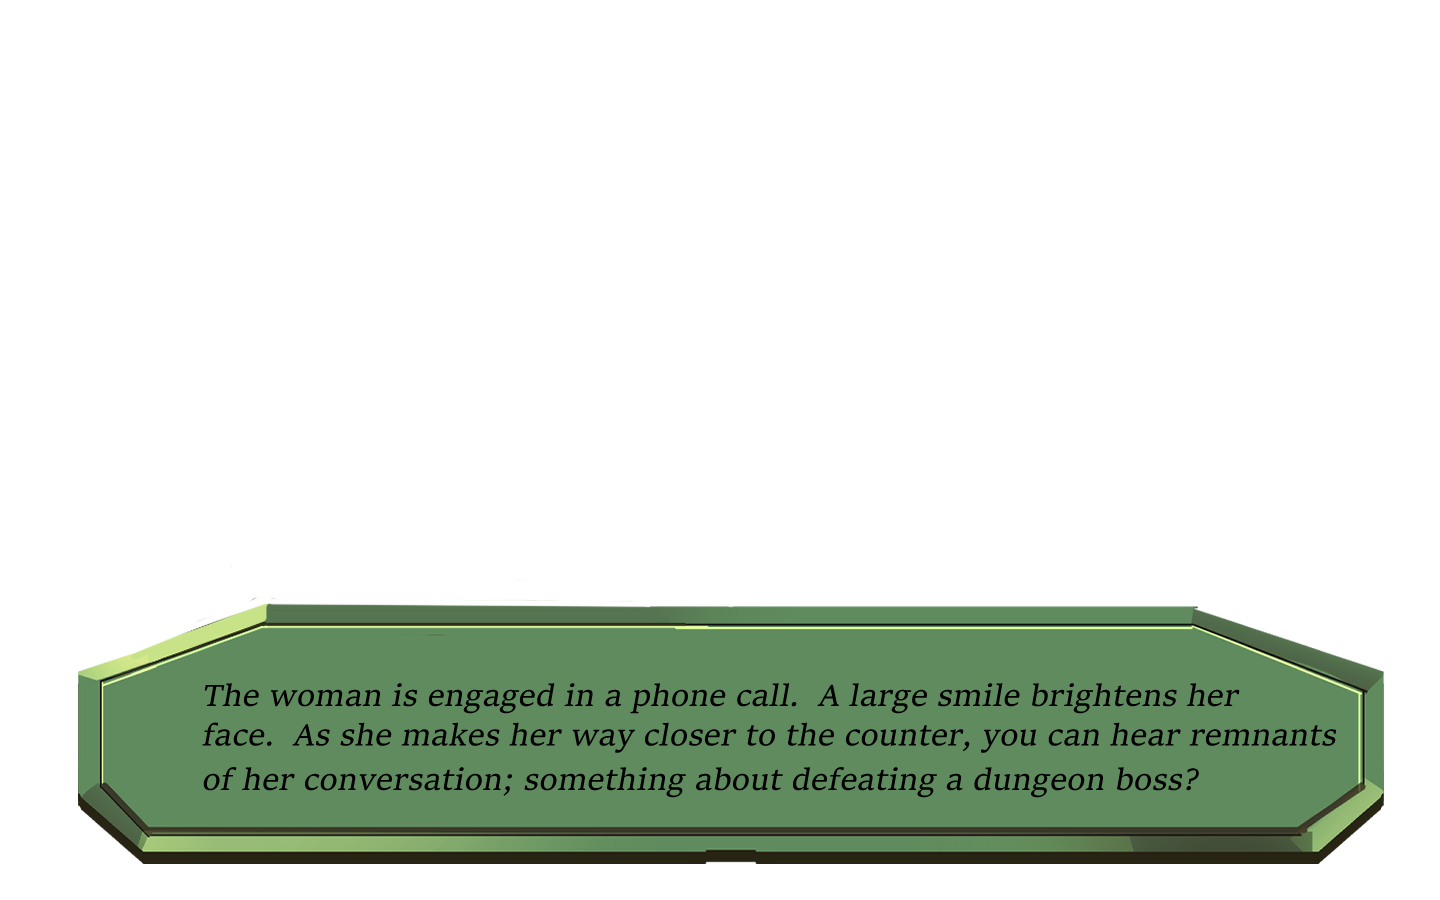 The woman is engaged in a phone call.  A large smile brightens her
face.  As she makes her way closer to the counter, you can hear remnants
of her conversation; something about defeating a dungeon boss?